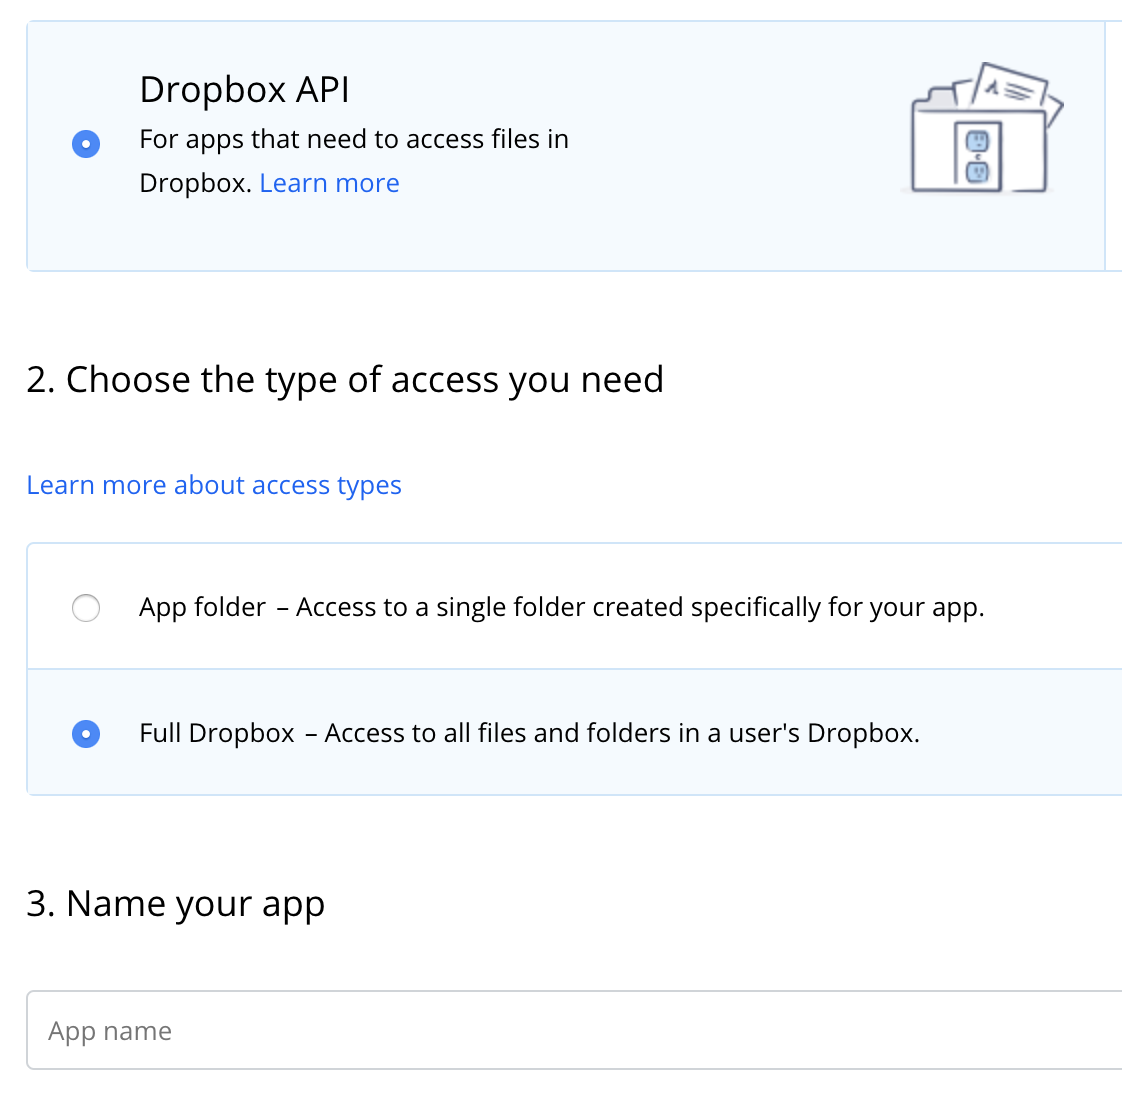 Dropbox API
For apps that need to access files in
Dropbox. Learn more
2. Choose the type of access you need
Learn more about access types
App folder – Access to a single folder created specifically for your app.
Full Dropbox – Access to all files and folders in a user's Dropbox.
3. Name your app
App name